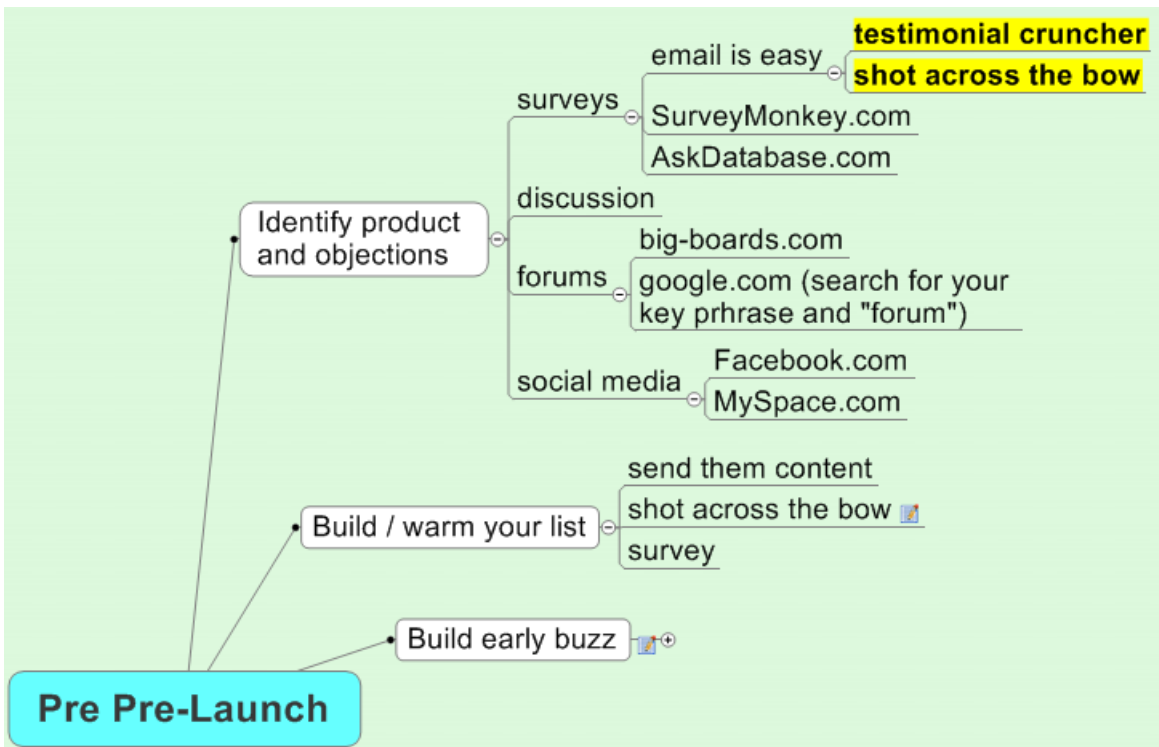 testimonial cruncher
email is easy
shot across the bow
surveys
SurveyMonkey.com
AskDatabase.com
discussion
Identify product
and objections
big-boards.com
forums
google.com (search for your
key prhrase and "forum")
Facebook.com
social media
MySpace.com
send them content
shot across the bow
Build / warm your list
survey
Build early buzz
Pre Pre-Launch